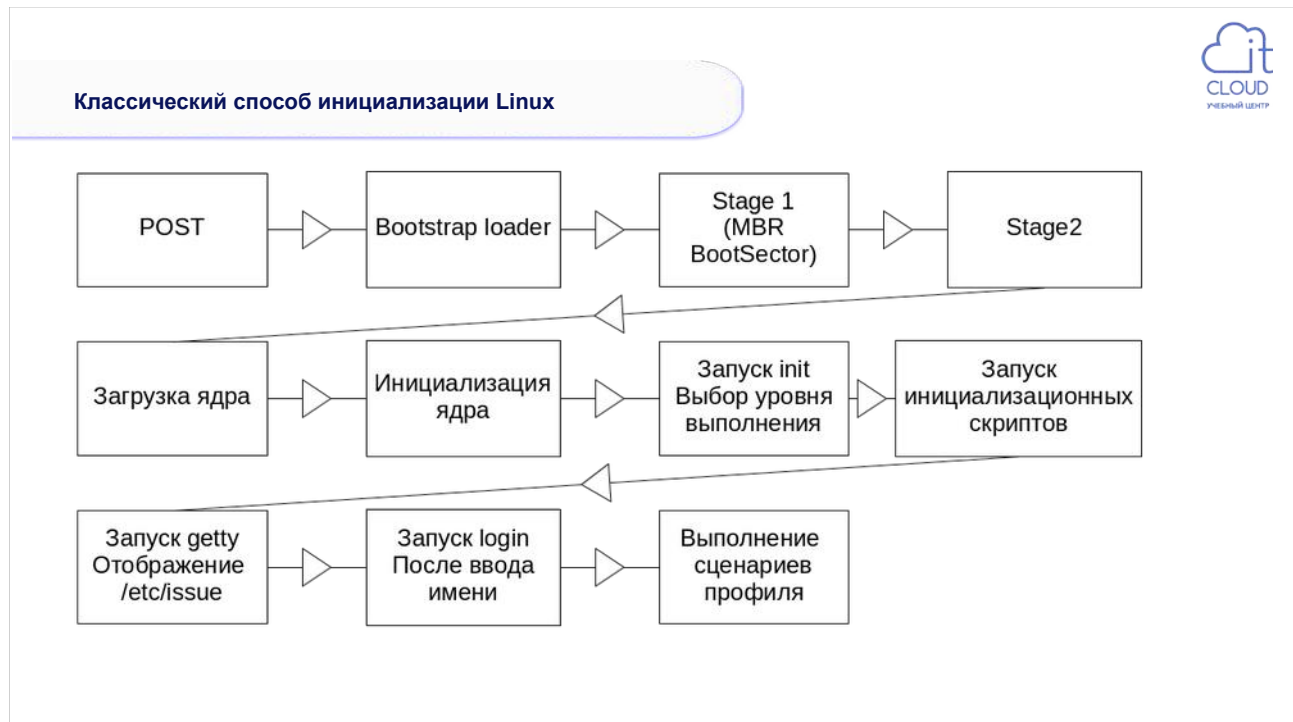 it
CLOUD
УЧЕБНЫЙ ЦЕНТР
Классический способ инициализации Linux
POST
Bootstrap loader
Stage 1
(MBR
BootSector)
Stage2
Загрузка ядра
Инициализация
ядра
Запуск init
Выбор уровня
выполнения
Запуск
инициализационных
скриптов
Запуск getty
Отображение
/etc/issue
Запуск login
После ввода
имени
Выполнение
сценариев
профиля